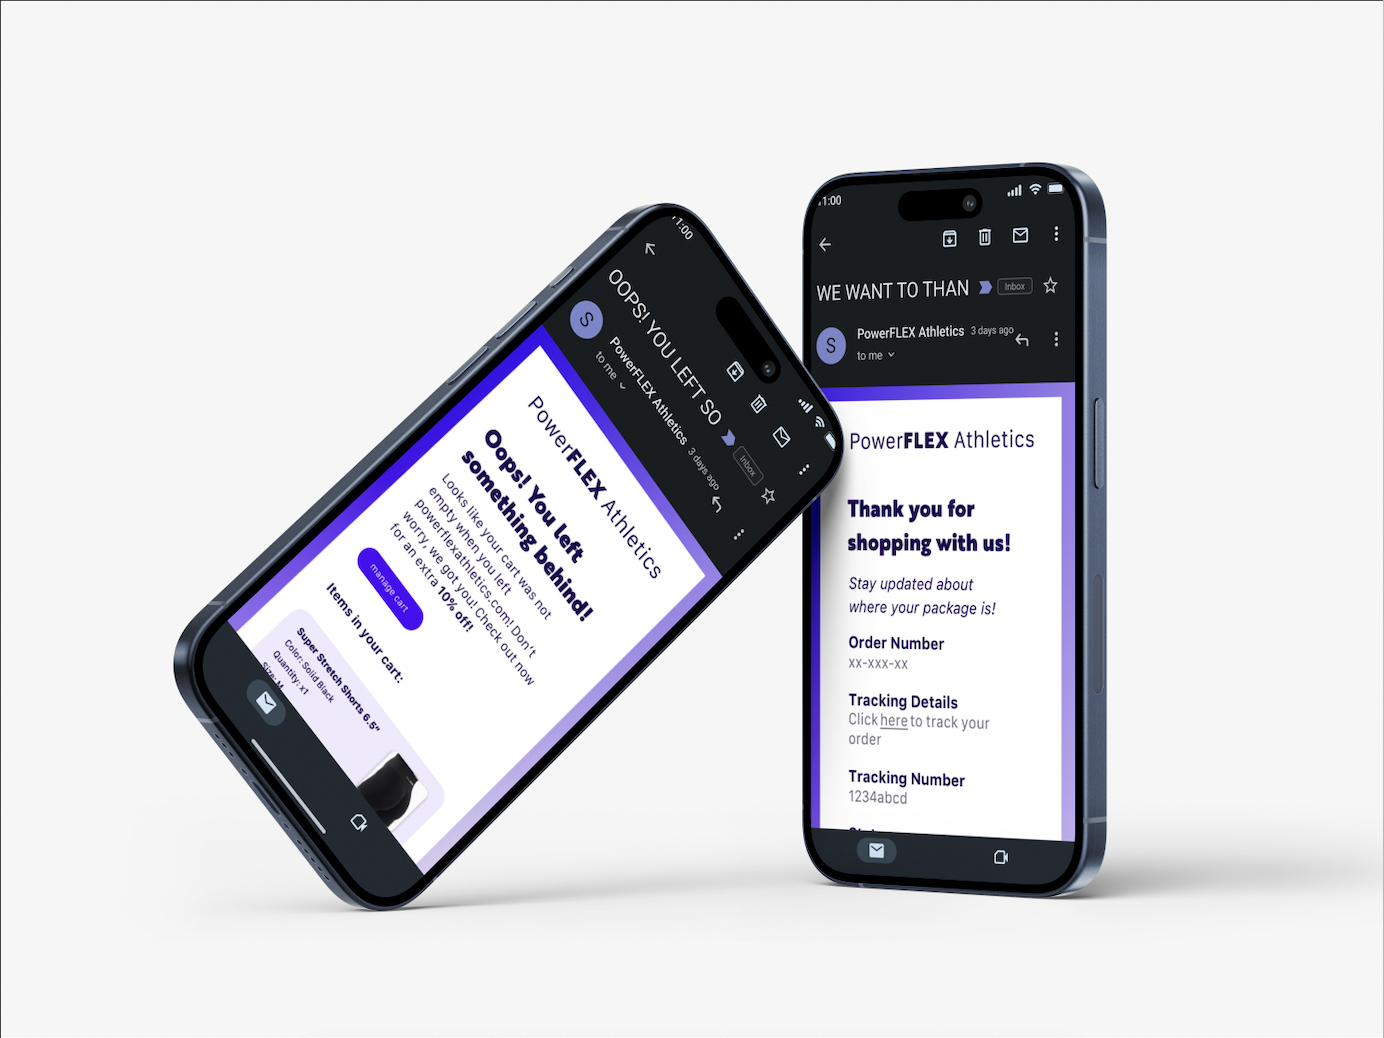 11:00
OOPS! YOU LEFT SO
Inbox
S
PowerFLEX Athletics 3 days ago
to me
PowerFLEX Athletics
Oops! You left
something behind!
Looks like your cart was not
empty when you left
powerflexathletics.com! Don't
worry, we got you! Check out now
for an extra 10% off!
manage cart
Items in your cart:
Super Stretch Shorts 6.5"
Color: Solid Black
Quantity: x1
Size: M
11:00
WE WANT TO THAN
Inbox
S
PowerFLEX Athletics 3 days ago
to me
PowerFLEX Athletics
Thank you for
shopping with us!
Stay updated about
where your package is!
Order Number
xx-xxx-xx
Tracking Details
Click here to track your
order
Tracking Number
1234abcd